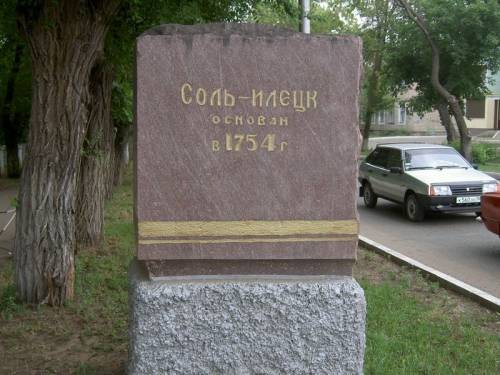 Соль-Илецк
основан
в 1754 г